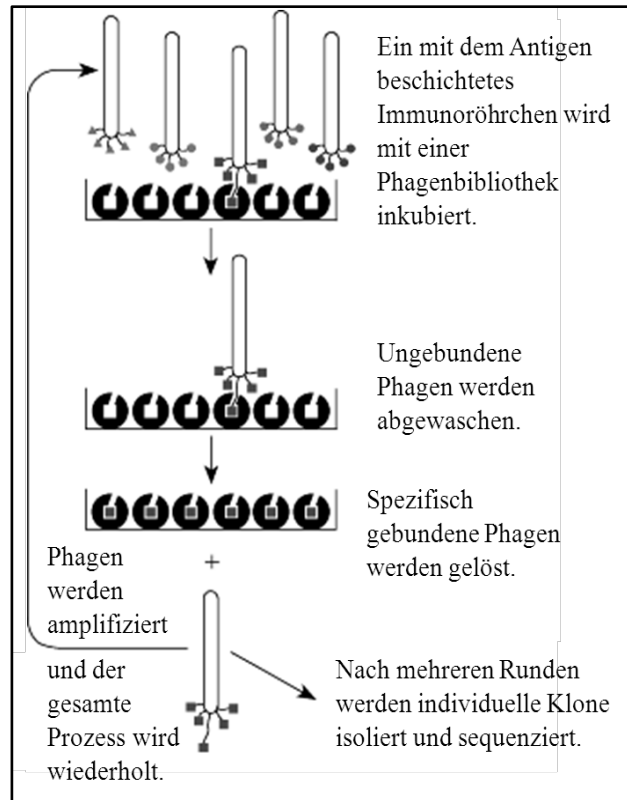 Ein mit dem Antigen
beschichtetes
Immunoröhrchen wird
mit einer
Phagenbibliothek
inkubiert.
Ungebundene
Phagen werden
abgewaschen.
Spezifisch
gebundene Phagen
werden gelöst.
+
Phagen
werden
amplifiziert
und der
gesamte
Prozess wird
wiederholt.
Nach mehreren Runden
werden individuelle Klone
isoliert und sequenziert.